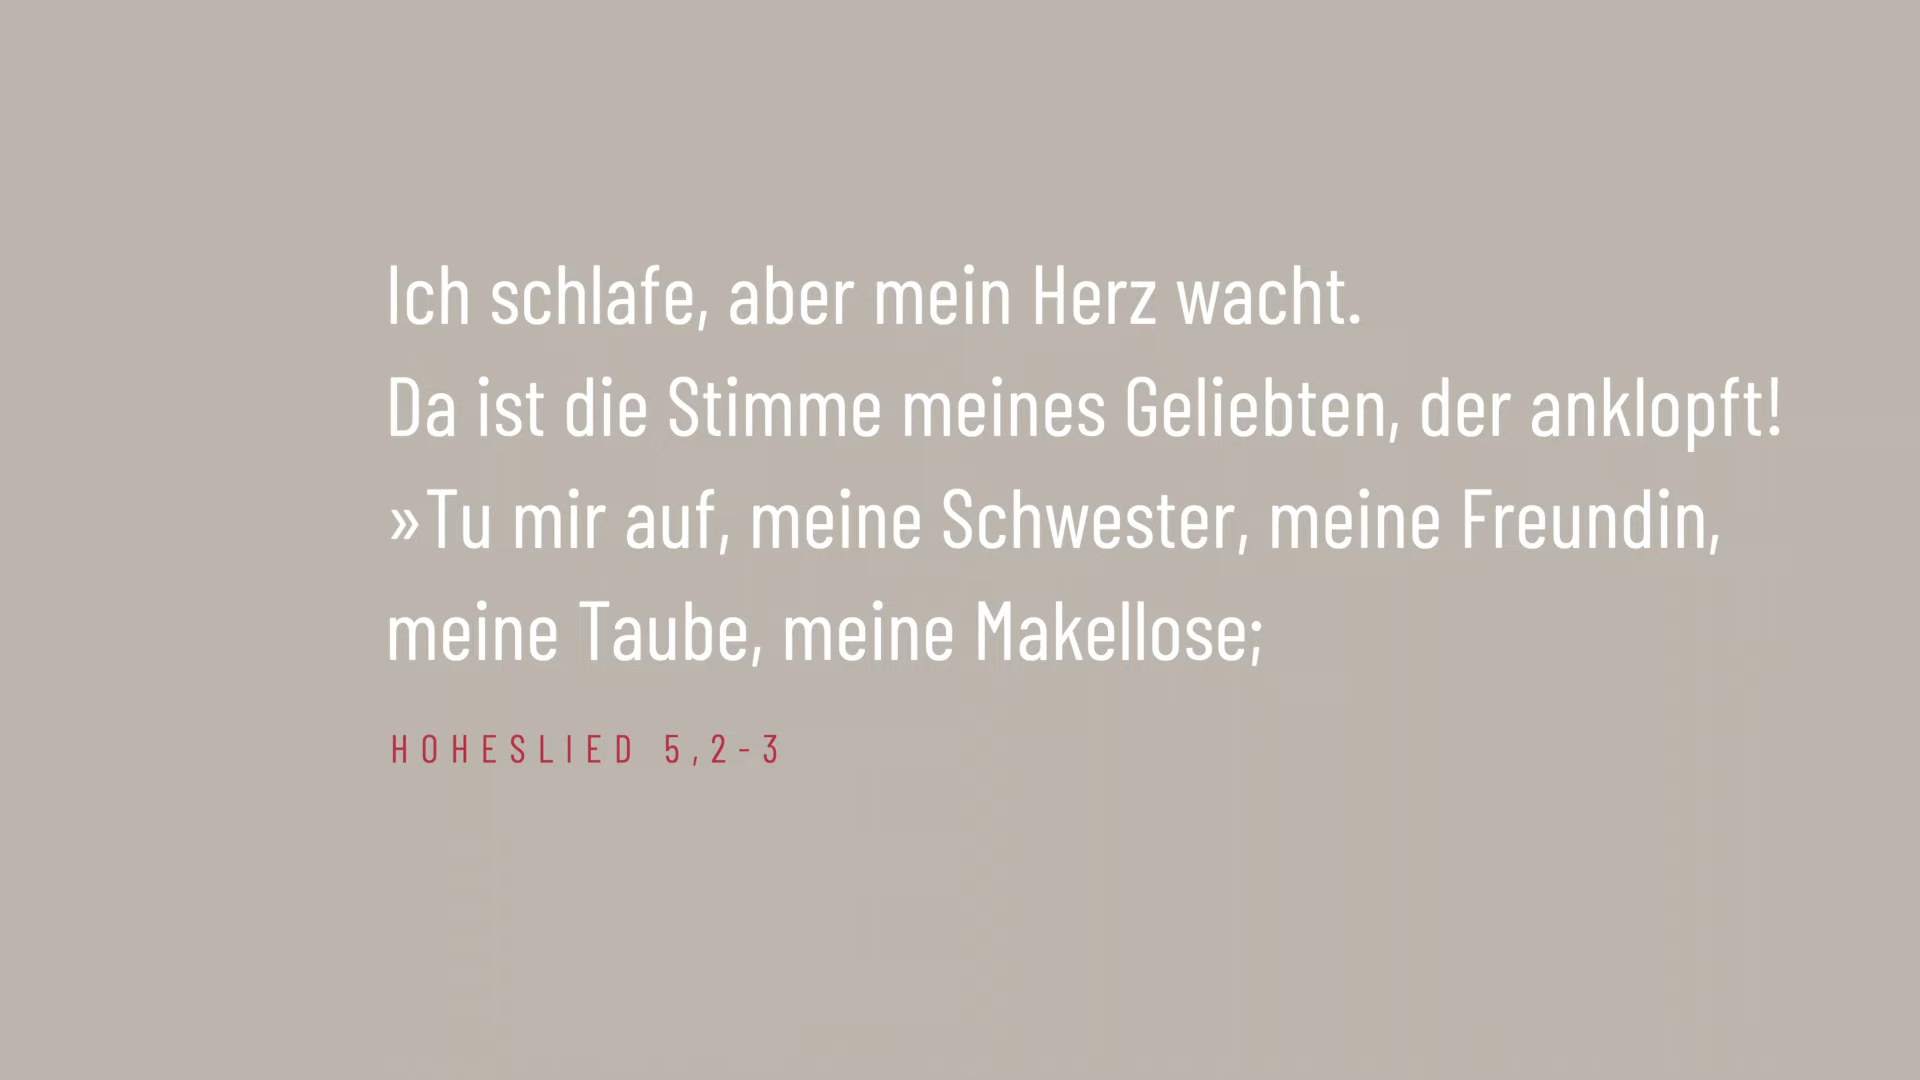 Ich schlafe, aber mein Herz wacht.
Da ist die Stimme meines Geliebten, der anklopft!
»Tu mir auf, meine Schwester, meine Freundin,
meine Taube, meine Makellose;
HOHESLIED 5,2-3